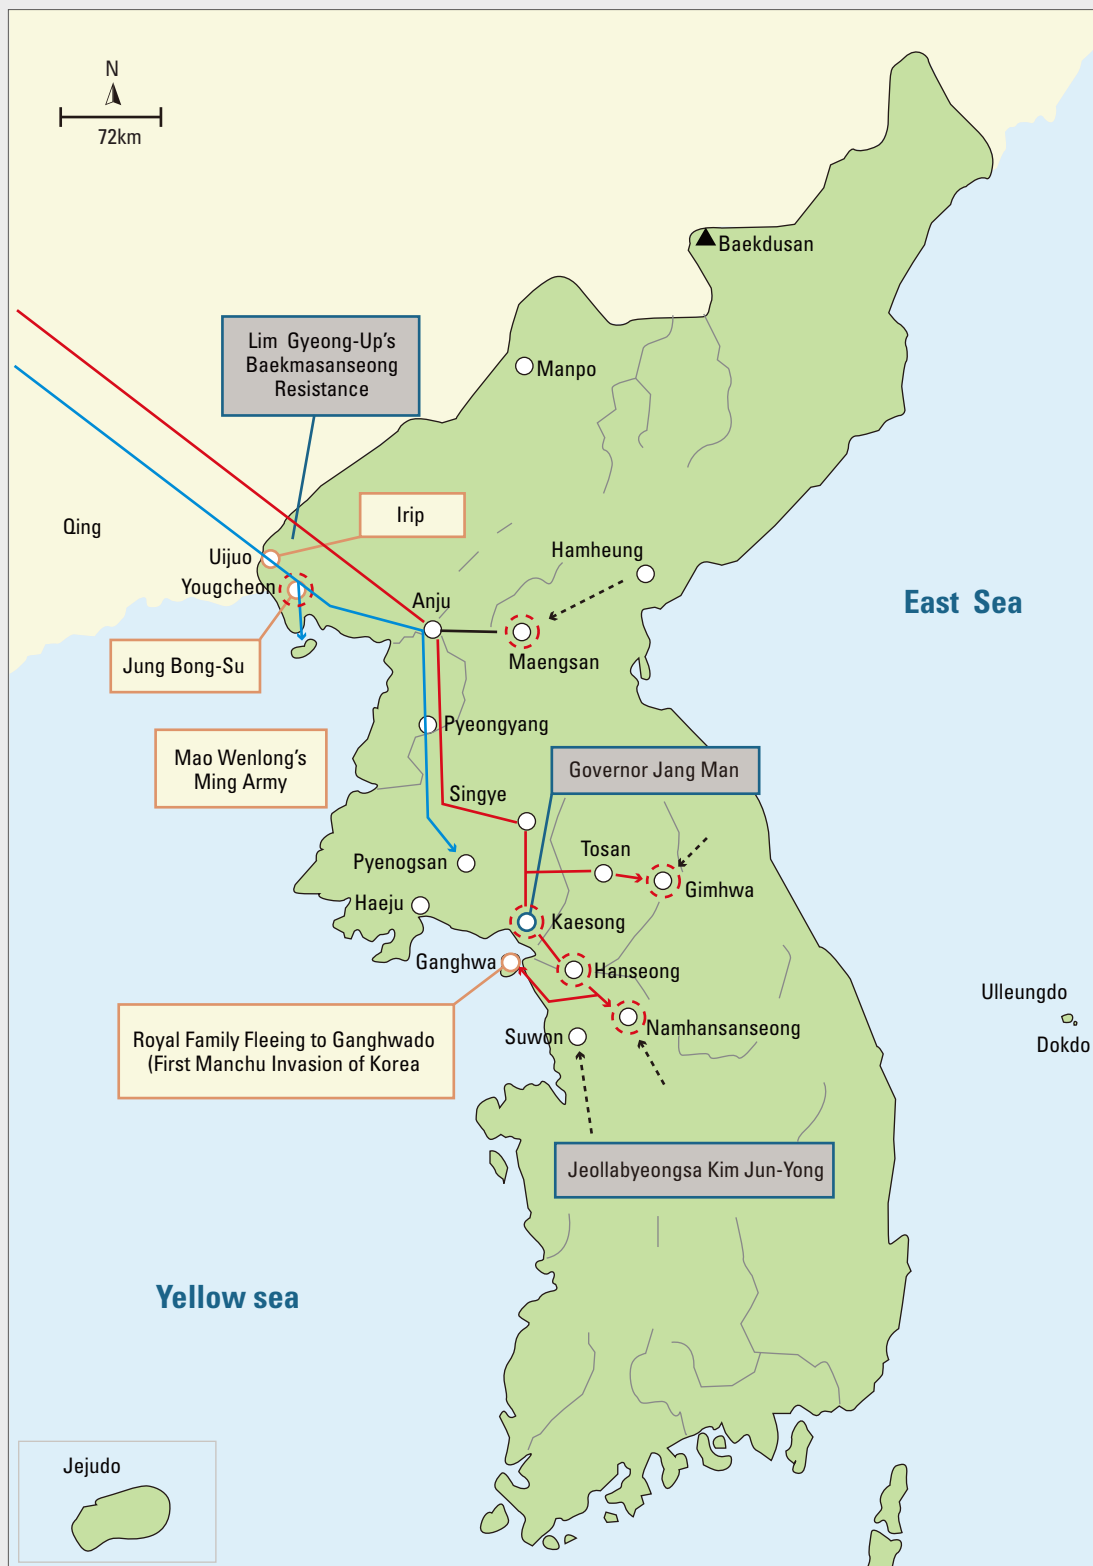 N
72km
Baekdusan
Lim Gyeong-Up's
Baekmasanseong
Resistance
Manpo
Qing
Irip
Uijuo
Hamheung
Yougcheon
Anju
East Sea
Jung Bong-Su
Maengsan
Pyeongyang
Mao Wenlong's
Ming Army
Governor Jang Man
Singye
Tosan
Pyenogsan
Gimhwa
Haeju
Kaesong
Ganghwa
Hanseong
Ulleungdo
Royal Family Fleeing to Ganghwado
(First Manchu Invasion of Korea
Suwon
Namhansanseong
Dokdo
Jeollabyeongsa Kim Jun-Yong
Yellow sea
Jejudo